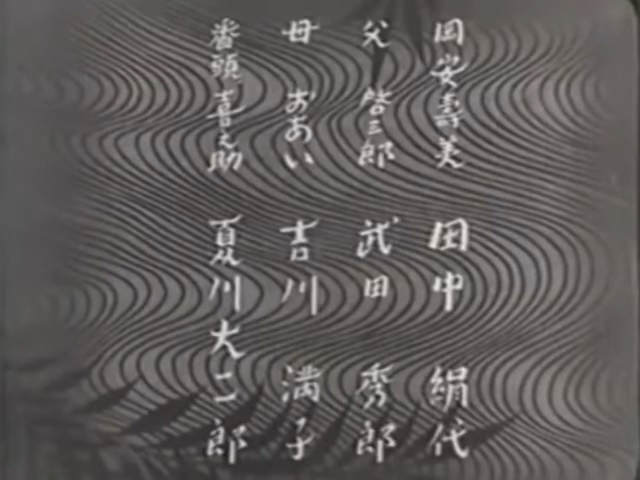 岡安壽美 田中絹代
父 啓三郎 武田秀郎
母 おあい 吉川満子
番頭 喜之助 夏川大二郎